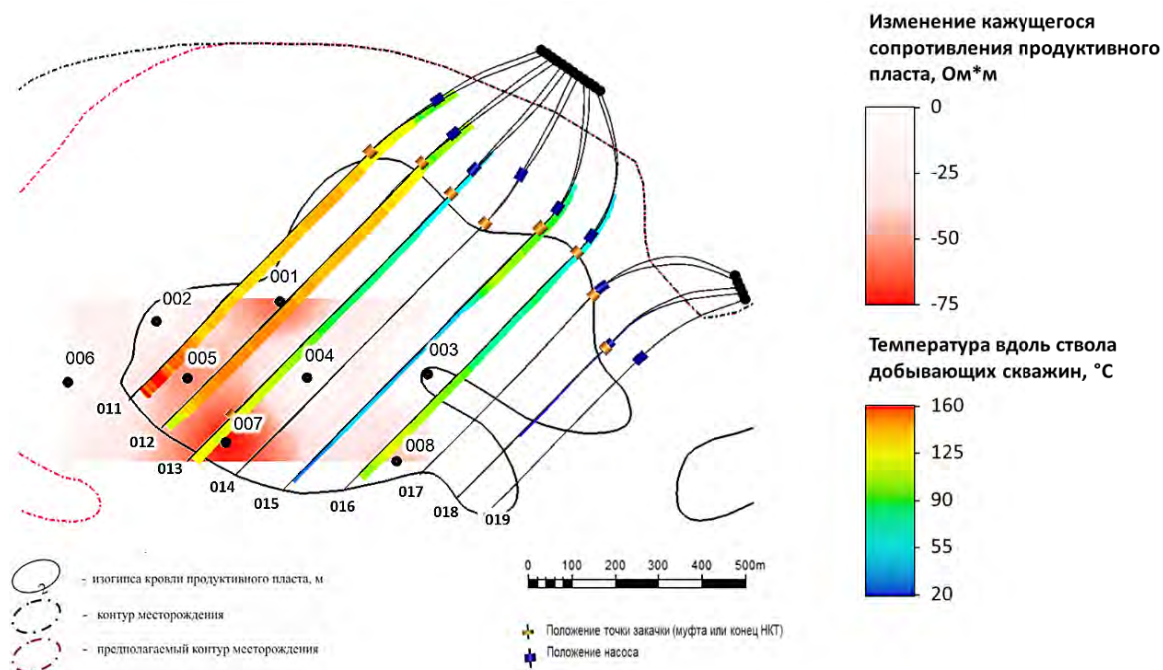 Изменение кажущегося
сопротивления продуктивного
пласта, Ом*м
0
-25
-50
-75
Температура вдоль ствола
добывающих скважин, °С
160
125
90
55
20
001
002
006
005
004
003
011
007
012
008
013
014
015
016
017
018
019
- изогипса кровли продуктивного пласта, м
- контур месторождения
- предполагаемый контур месторождения
0 100 200 300 400 500m
Положение точки закачки (муфта или конец НКТ)
Положение насоса